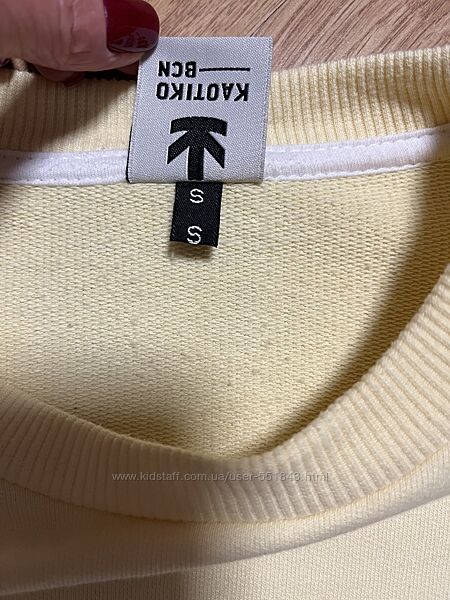 KAOTIKO
BCN
S
S
www.kidstaff.com.ua/user-551843.html